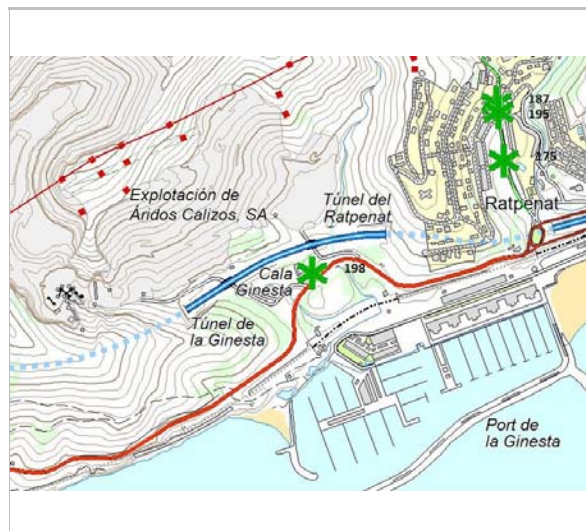 187
195
175
Explotación de
Áridos Calizos, SA
Túnel del
Ratpenat
Ratpenat
Cala
Ginesta
198
Túnel de
la Ginesta
Port de
la Ginesta